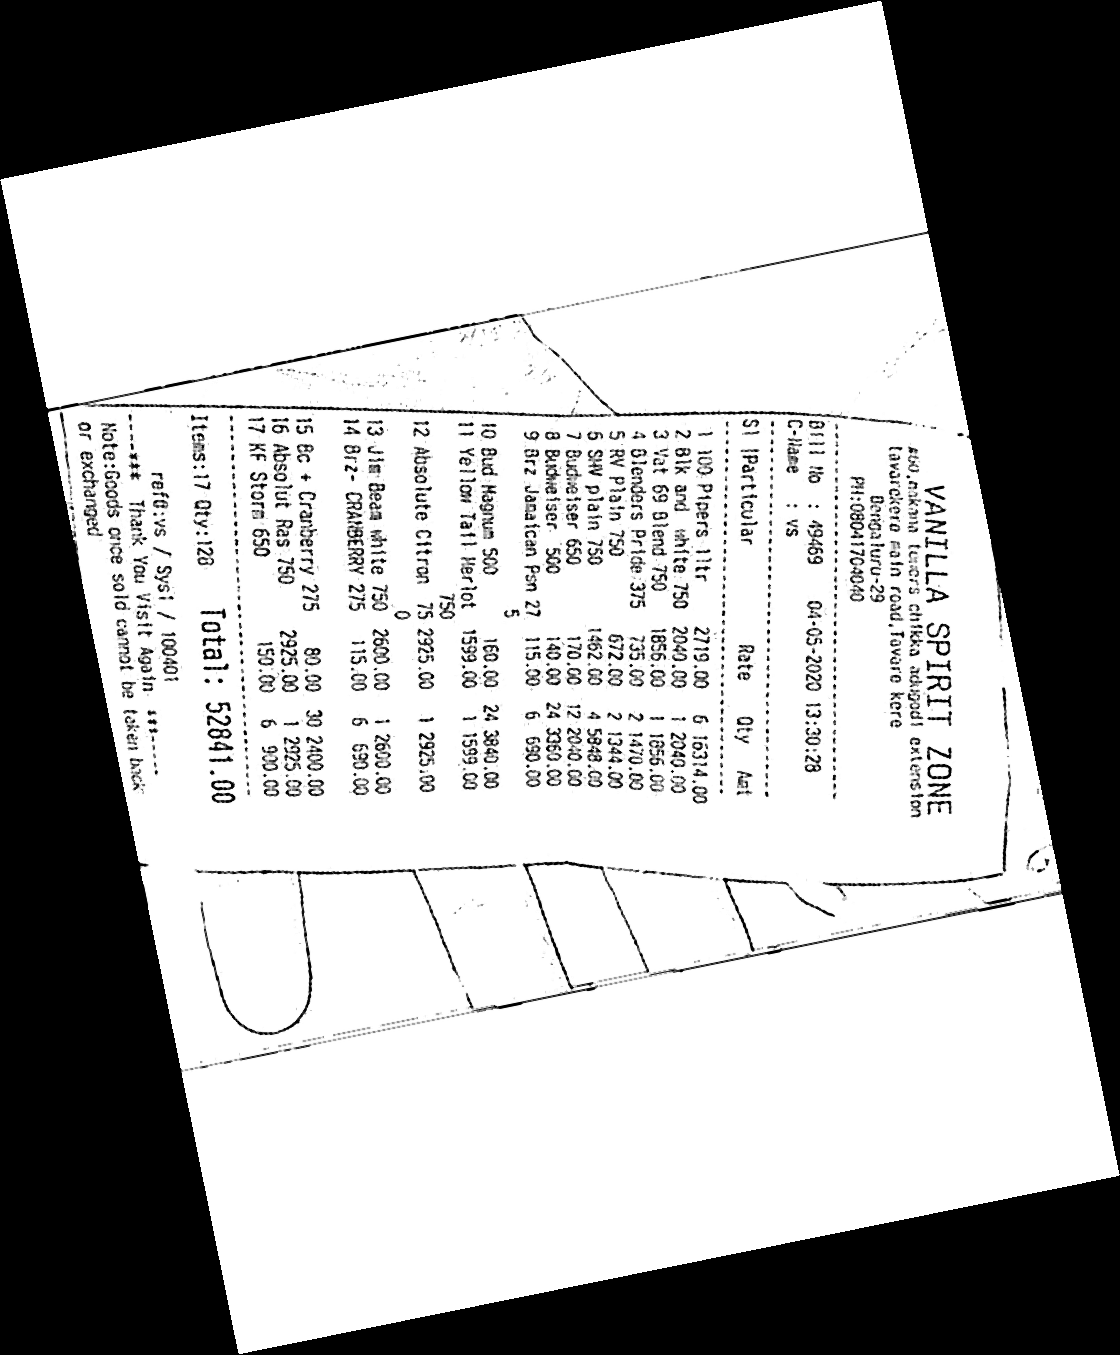 VANILLA SPIRIT ZONE
#60,makana towers chikka adugodi extension
tavarekere main road,Tavare kere
Bengaluru-29
PH:08041704040
Bill No : 49469 04-05-2020 13:30:28
C-Name : vs
Sl |Particular Rate Qty Amt
1 100 Pipers 1ltr 2719.00 6 16314.00
2 Blk and white 750 2040.00 1 2040.00
3 Vat 69 Blend 750 1856.00 1 1856.00
4 Blenders Pride 375 735.00 2 1470.00
5 RV Plain 750 672.00 2 1344.00
6 SMV plain 750 1462.00 4 5848.00
7 Budweiser 650 170.00 12 2040.00
8 Budweiser 500 140.00 24 3360.00
9 Brz Jamaican Psn 27 115.00 6 690.00
5
10 Bud Magnum 500 160.00 24 3840.00
11 Yellow Tail Merlot 1599.00 1 1599.00
750
12 Absolute Citron 75 2925.00 1 2925.00
0
13 Jim Beam white 750 2600.00 1 2600.00
14 Brz- CRANBERRY 275 115.00 6 690.00
15 Bc + Cranberry 275 80.00 30 2400.00
16 Absolut Ras 750 2925.00 1 2925.00
17 KF Storm 650 150.00 6 900.00
Items:17 Qty:128 Total: 52841.00
ref@:vs / Sys1 / 100401
-----*** Thank You Visit Again ***-----
Note:Goods once sold cannot be taken back
or exchanged